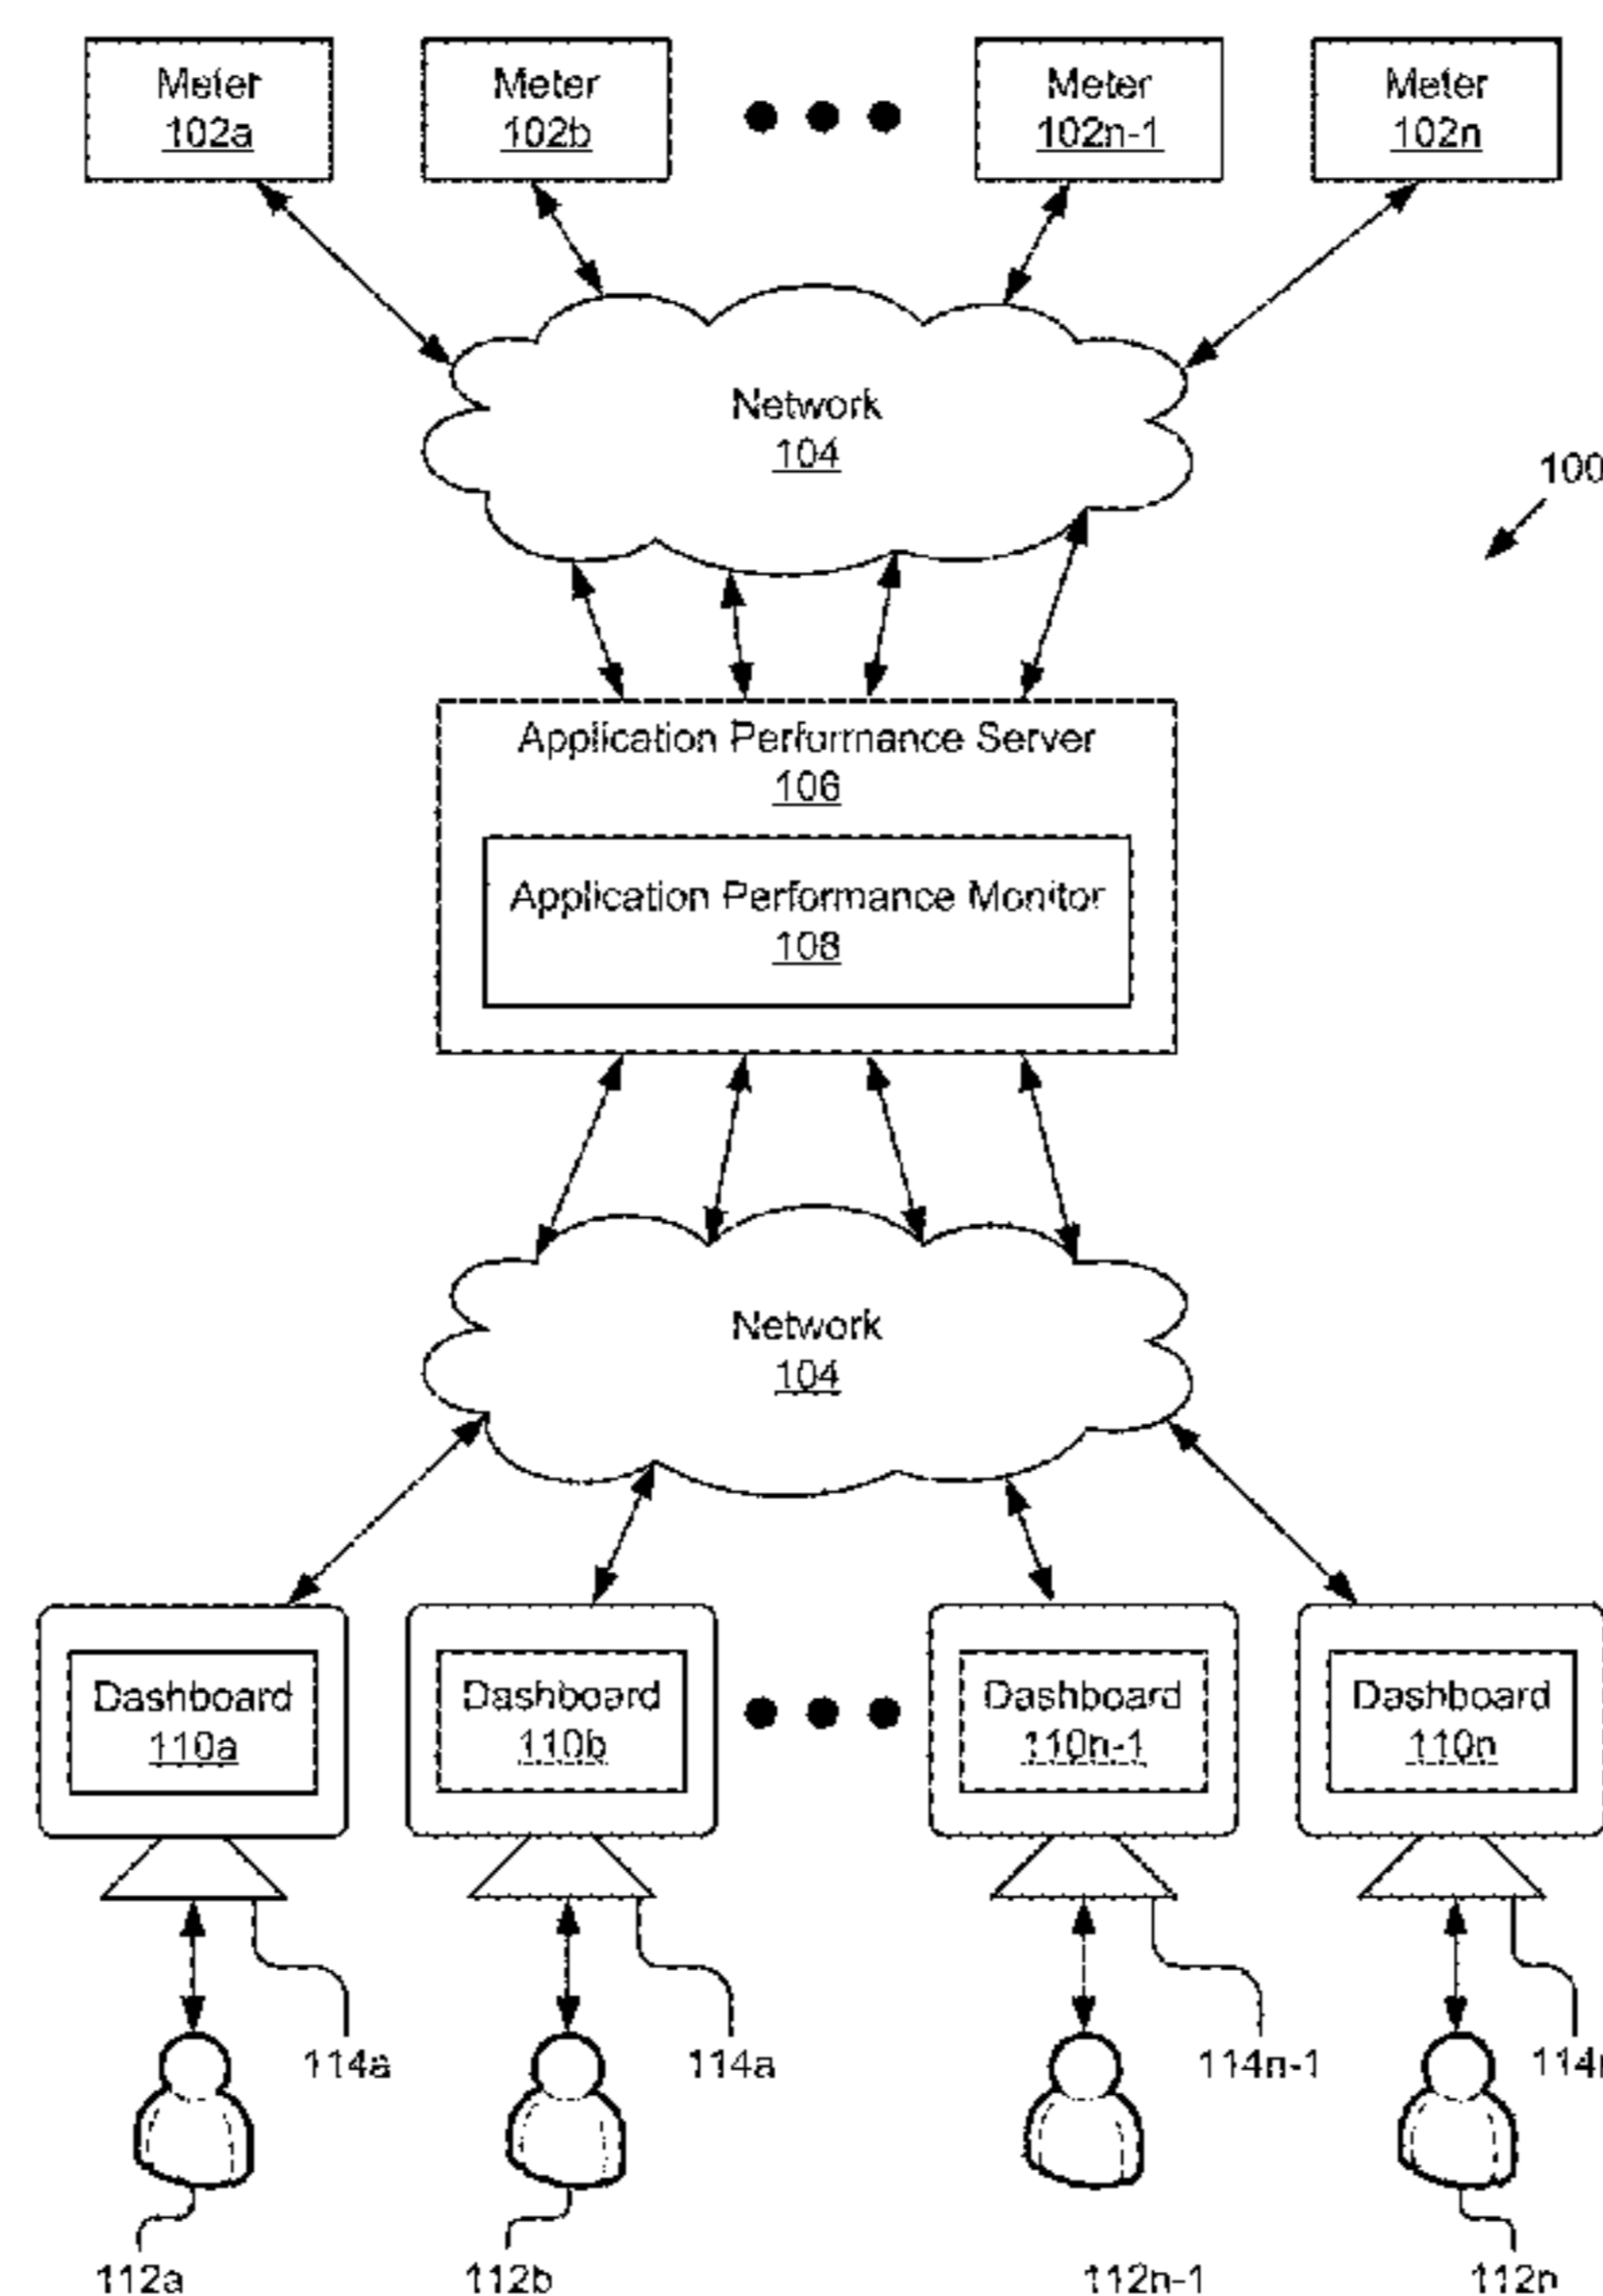 Meter
102a
Meter
102b
Meter
102n-1
Meter
102n
Network
104
100
Application Performance Server
106
Application Performance Monitor
108
Network
104
Dashboard
110a
Dashboard
110b
Dashboard
110n-1
Dashboard
110n
114a
114a
114n-1
112a
112b
112n-1
112n